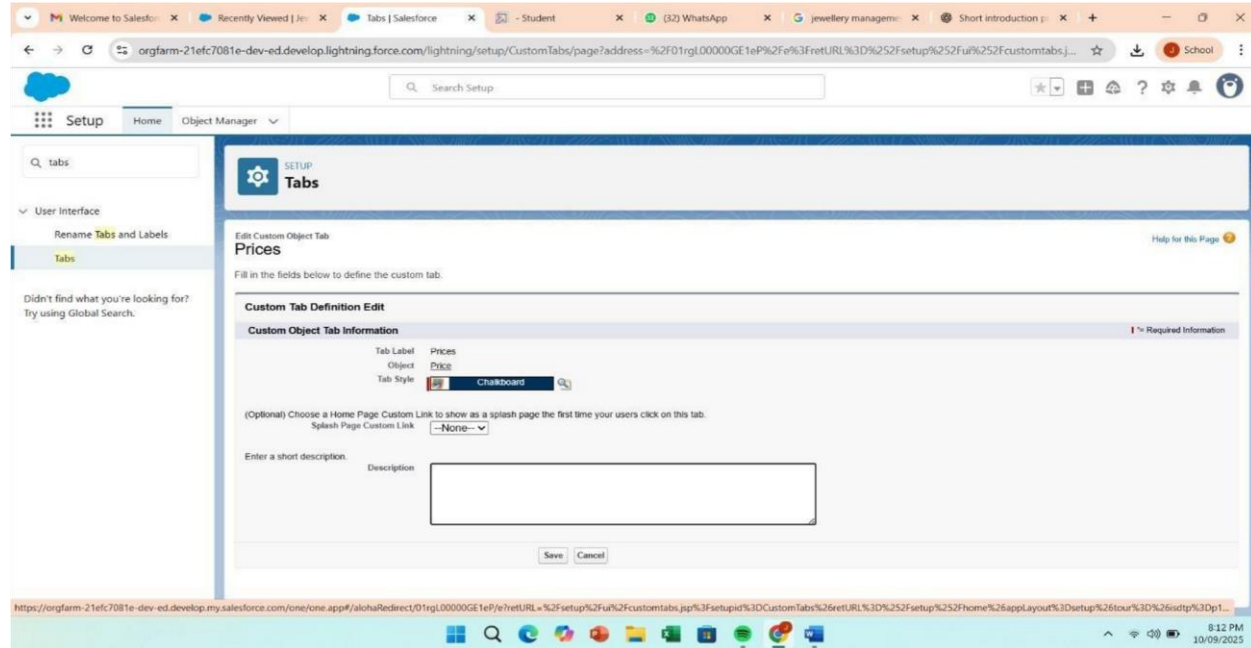 Welcome to Salesfor
Recently Viewed | Jev
Tabs | Salesforce
- Student
(32) WhatsApp
jewellery manageme
Short introduction p
orgfarm-21efc7081e-dev-ed.develop.lightning.force.com/lightning/setup/CustomTabs/page?address=%2F01rgL00000GE1eP%2Fe%3FretURL%3D%252Fsetup%252Fui%252Fcustomtabs.j...
School
Search Setup
Setup
Home
Object Manager
tabs
SETUP
Tabs
User Interface
Rename Tabs and Labels
Tabs
Didn't find what you're looking for?
Try using Global Search.
Edit Custom Object Tab
Prices
Help for this Page
Fill in the fields below to define the custom tab.
Custom Tab Definition Edit
Custom Object Tab Information
= Required Information
Tab Label Prices
Object Price
Tab Style Chalkboard
(Optional) Choose a Home Page Custom Link to show as a splash page the first time your users click on this tab.
Splash Page Custom Link --None--
Enter a short description.
Description
Save Cancel
https://orgfarm-21efc7081e-dev-ed.develop.my.salesforce.com/one/one.app#/alohaRedirect/01rgL00000GE1eP/e?retURL=%2Fsetup%2Fui%2Fcustomtabs.jsp%3Fsetupid%3DCustomTabs%26retURL%3D%252Fsetup%252Fhome%26appLayout%3Dsetup%26tour%3D%26isdtp%3Dp1...
8:12 PM
10/09/2025